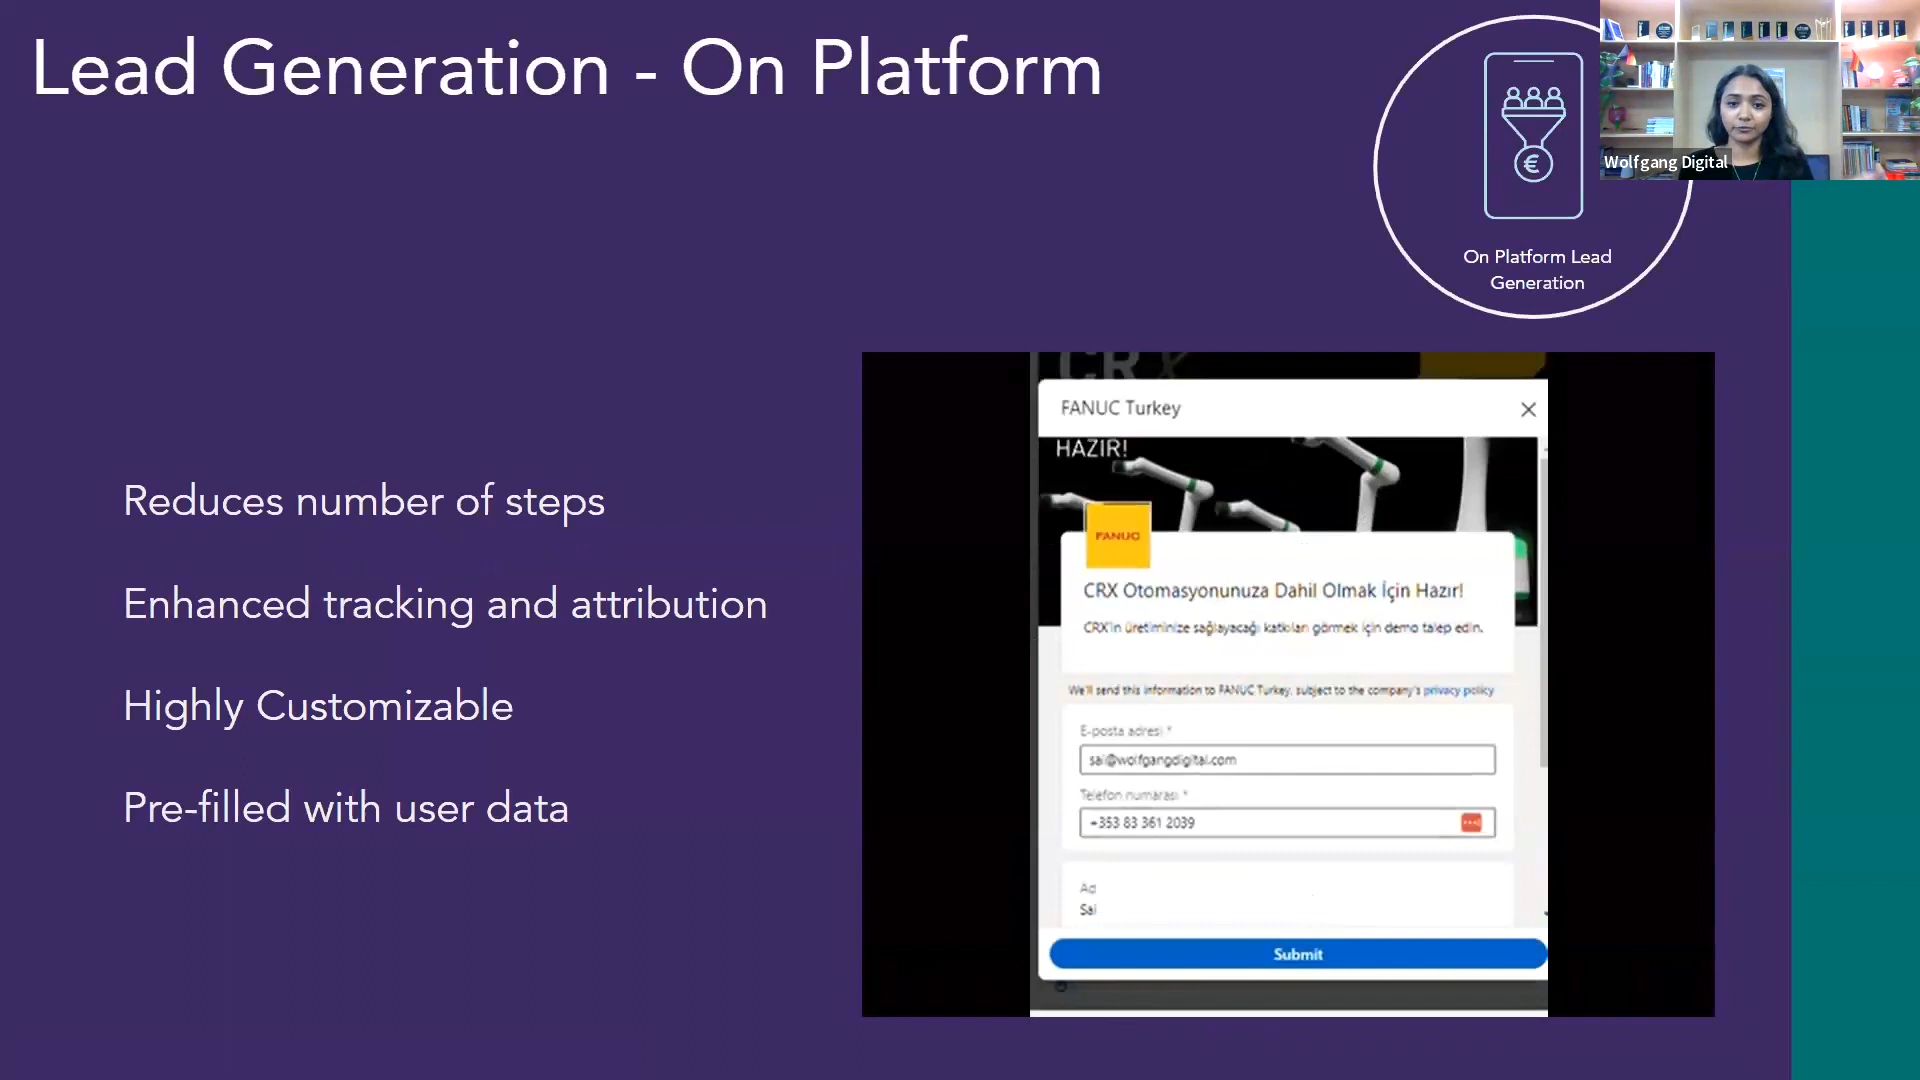 Lead Generation - On Platform
Wolfgang Digital
€
On Platform Lead
Generation
Reduces number of steps
Enhanced tracking and attribution
Highly Customizable
Pre-filled with user data
CRX
FANUC Turkey
HAZIR!
FANUC
CRX Otomasyonunuza Dahil Olmak İçin Hazır!
CRX'in üretiminize sağlayacağı katkıları görmek için demo talep edin.
We'll send this information to FANUC Turkey, subject to the company's privacy policy
E-posta adresi *
sai@wolfgangdigital.com
Telefon numarası *
+353 83 361 2039
Ad
Sai
Submit